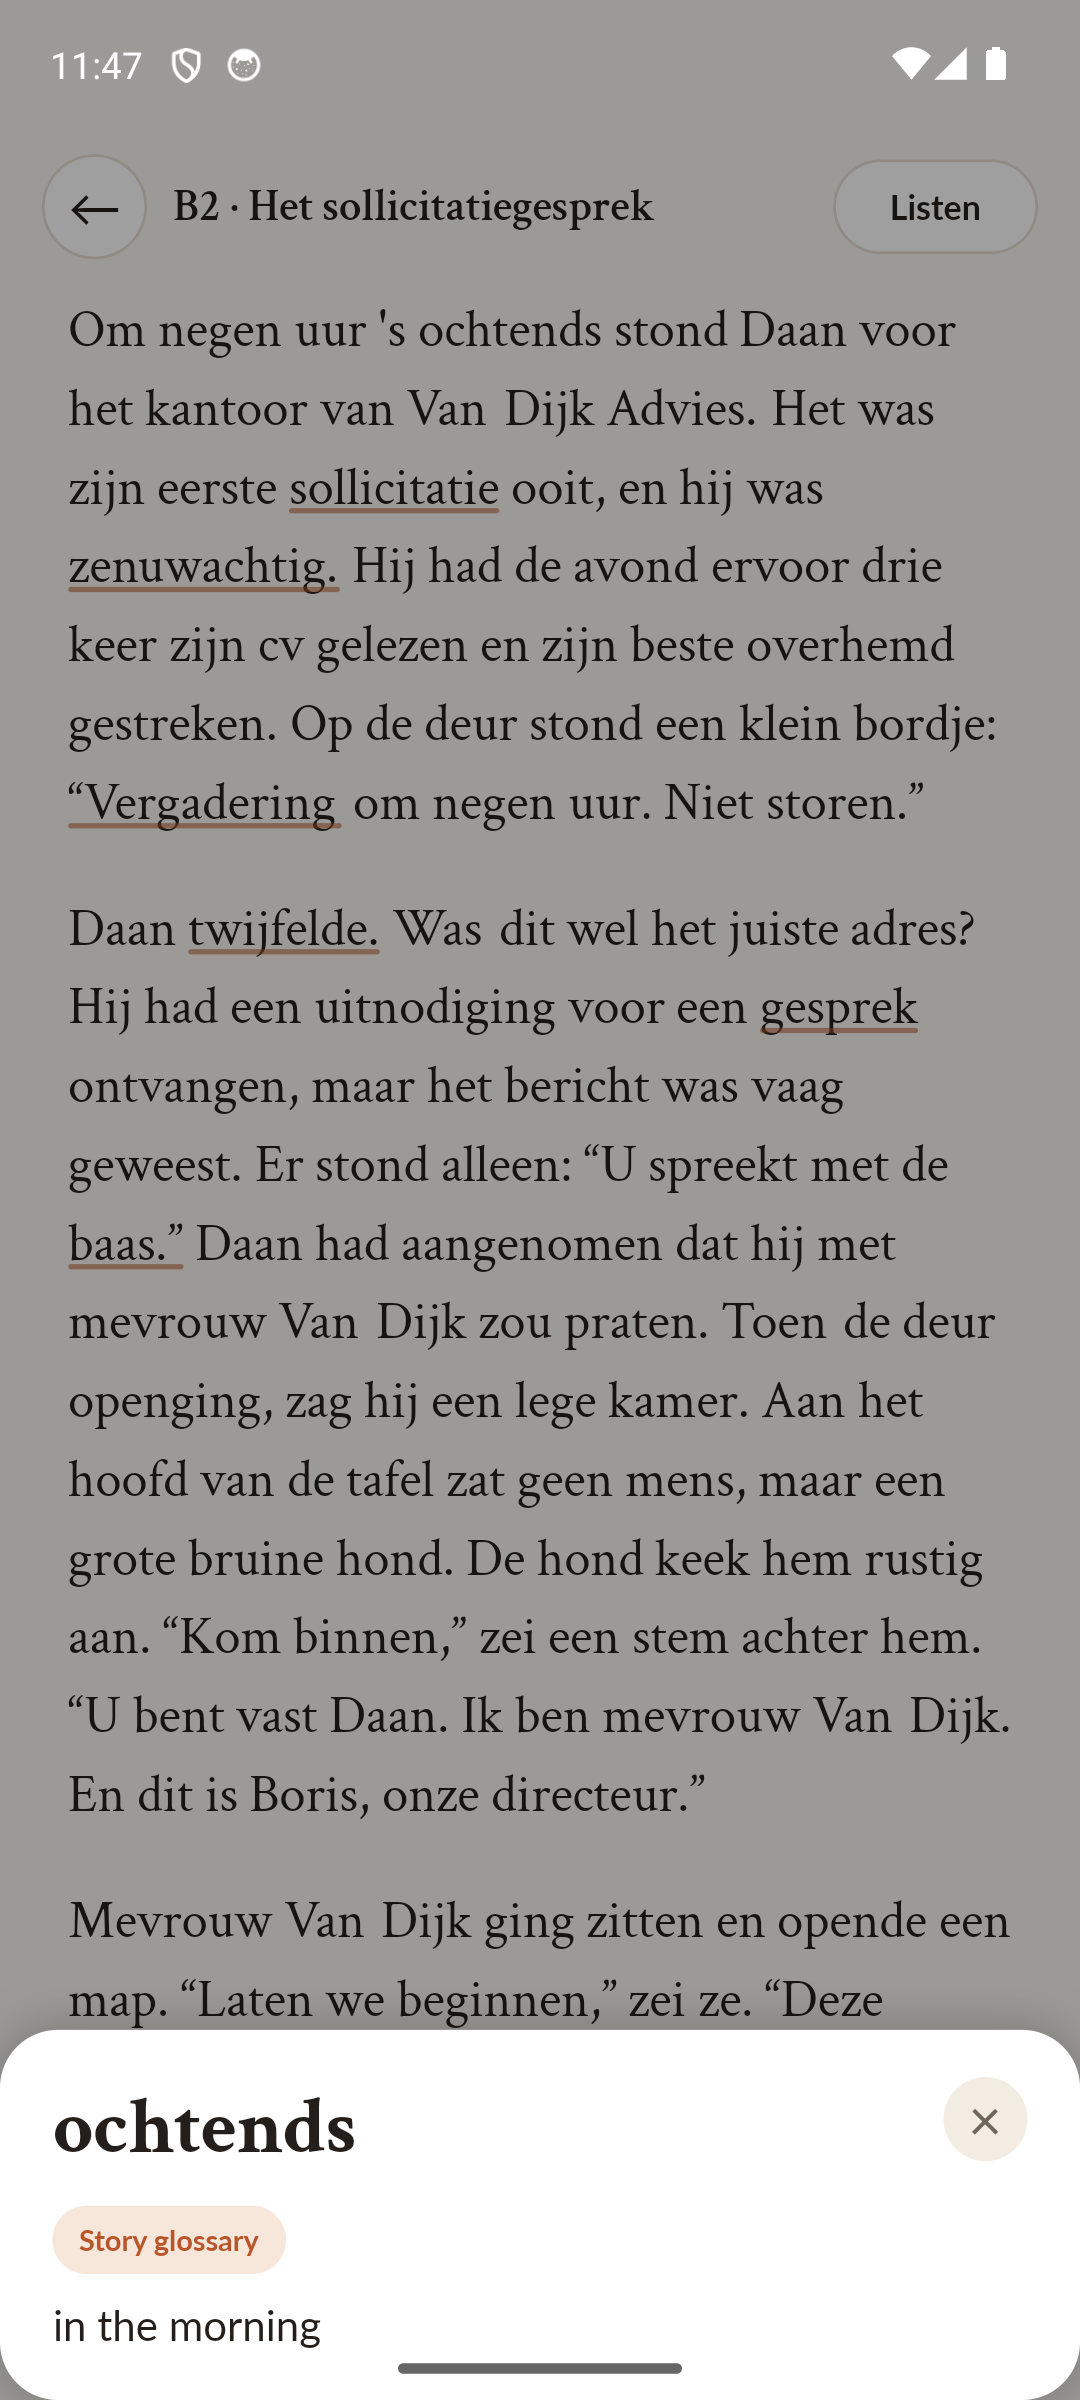 11:47
B2 · Het sollicitatiegesprek
Listen
Om negen uur 's ochtends stond Daan voor
het kantoor van Van Dijk Advies. Het was
zijn eerste sollicitatie ooit, en hij was
zenuwachtig. Hij had de avond ervoor drie
keer zijn cv gelezen en zijn beste overhemd
gestreken. Op de deur stond een klein bordje:
“Vergadering om negen uur. Niet storen.”
Daan twijfelde. Was dit wel het juiste adres?
Hij had een uitnodiging voor een gesprek
ontvangen, maar het bericht was vaag
geweest. Er stond alleen: “U spreekt met de
baas.” Daan had aangenomen dat hij met
mevrouw Van Dijk zou praten. Toen de deur
openging, zag hij een lege kamer. Aan het
hoofd van de tafel zat geen mens, maar een
grote bruine hond. De hond keek hem rustig
aan. “Kom binnen,” zei een stem achter hem.
“U bent vast Daan. Ik ben mevrouw Van Dijk.
En dit is Boris, onze directeur.”
Mevrouw Van Dijk ging zitten en opende een
map. “Laten we beginnen,” zei ze. “Deze
ochtends
Story glossary
in the morning